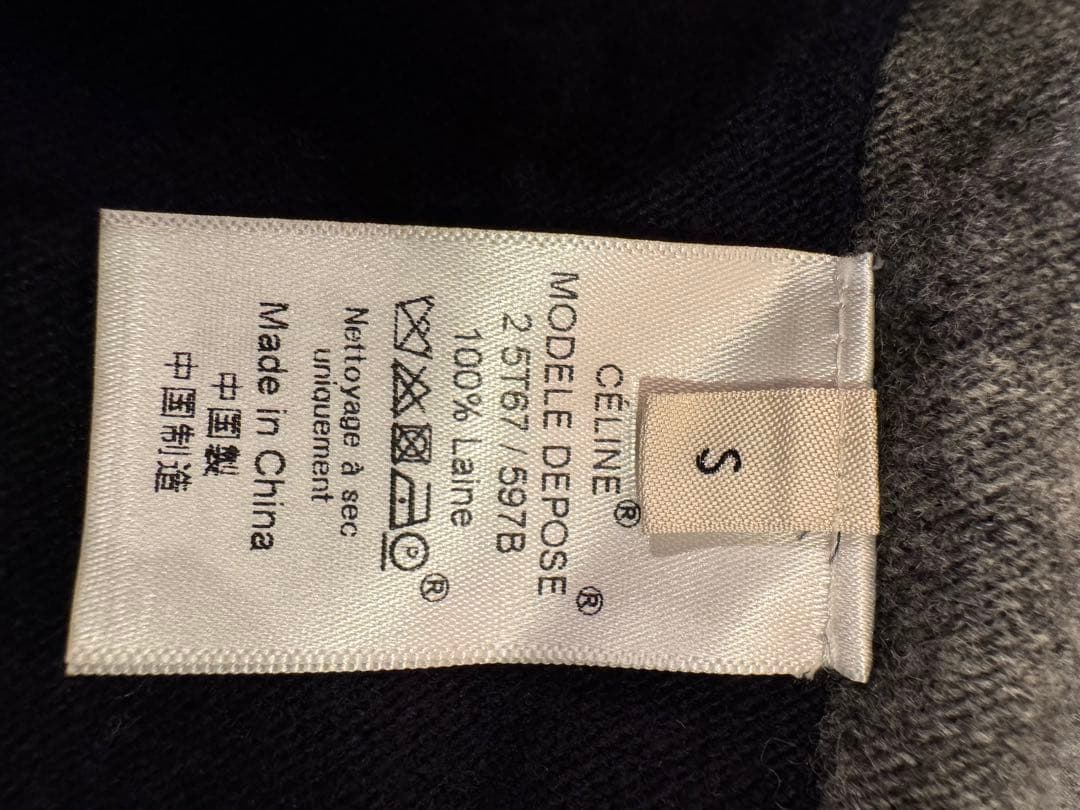 S
CÉLINE®
MODELE DEPOSE®
2 5T67 / 597B
100% Laine
P ®
Nettoyage à sec
uniquement
Made in China
中国製
中国制造